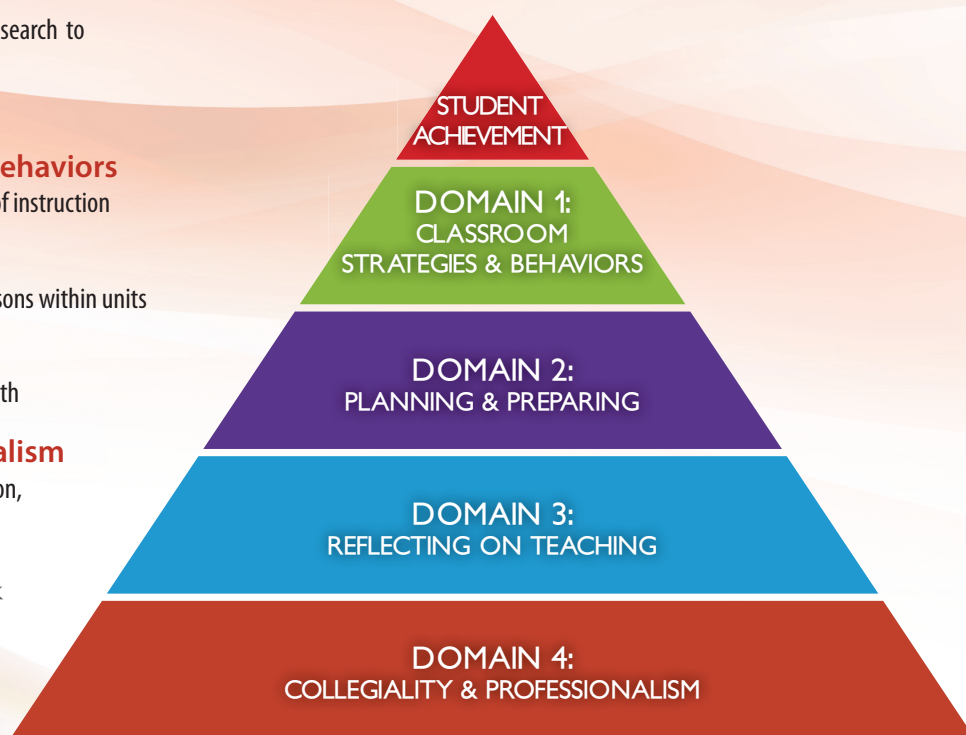 search to
ehaviors
of instruction
sons within units
th
alism
on,
STUDENT
ACHIEVEMENT
DOMAIN 1:
CLASSROOM
STRATEGIES & BEHAVIORS
DOMAIN 2:
PLANNING & PREPARING
DOMAIN 3:
REFLECTING ON TEACHING
DOMAIN 4:
COLLEGIALITY & PROFESSIONALISM